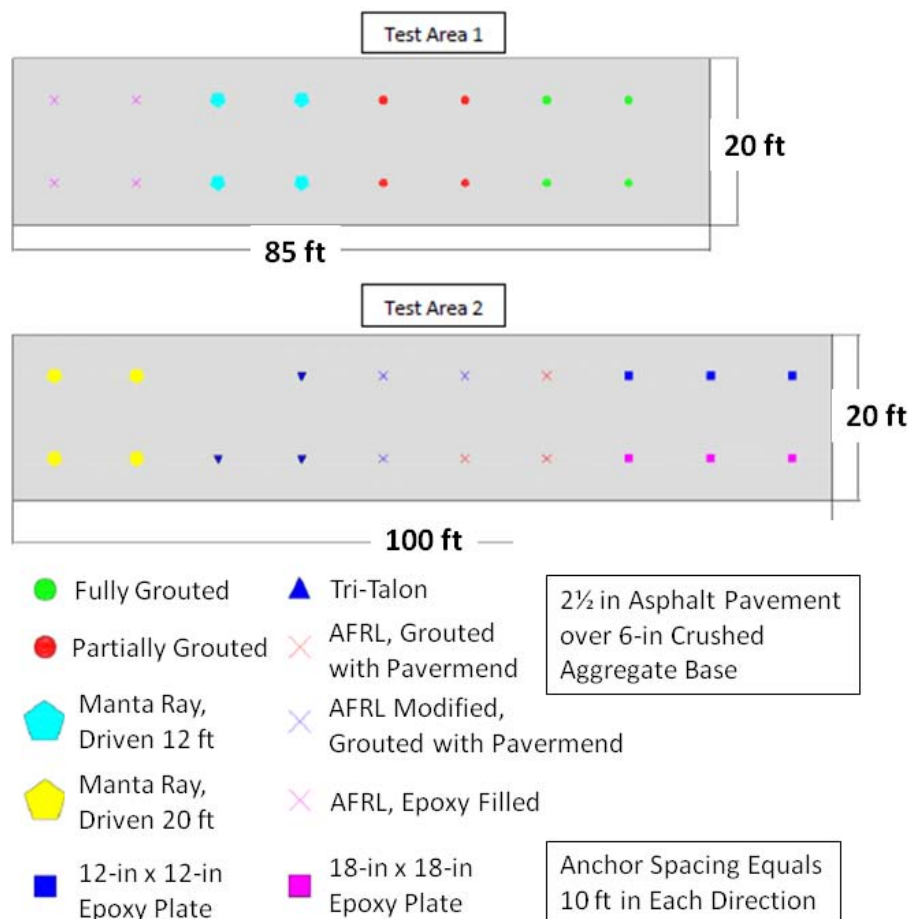 Test Area 1
20 ft
85 ft
Test Area 2
20 ft
100 ft
Fully Grouted
Partially Grouted
Manta Ray,
Driven 12 ft
Manta Ray,
Driven 20 ft
12-in x 12-in
Epoxy Plate
Tri-Talon
AFRL, Grouted
with Pavermend
AFRL Modified,
Grouted with Pavermend
AFRL, Epoxy Filled
18-in x 18-in
Epoxy Plate
2½ in Asphalt Pavement
over 6-in Crushed
Aggregate Base
Anchor Spacing Equals
10 ft in Each Direction